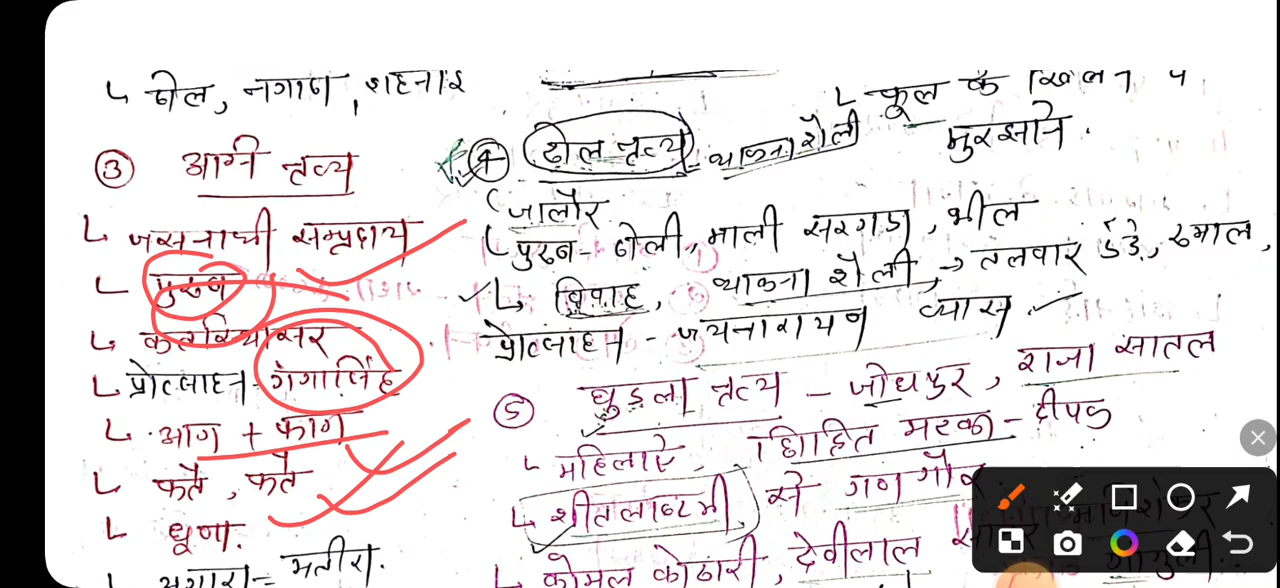 ↳ ढोल, नगाडा, शहनाई
③ अग्नि नृत्य
↳ जसनाथी सम्प्रदाय
↳ पुरुष
↳ कतरियासर
↳ प्रोत्साहन - गंगासिंह
↳ आग + फाग
↳ फतै, फतै
↳ धूणा.
↳ मतीरा.
↳ फूल के खिलने व
मुरझाने.
④ ढोल नृत्य - थाकना शैली
↳ जालौर
↳ पुरुष - ढोली, माली सरगडा, भील
↳ विवाह, थाकना शैली, → तलवार डंडे, रुमाल,
प्रोत्साहन - जयनारायण व्यास
⑤ घुड़ला नृत्य - जोधपुर, राजा सातल
↳ महिलाएं, छिद्रित मटका - दीपक
↳ शीतलाष्टमी से गणगौर
↳ कोमल कोठारी, देवीलाल